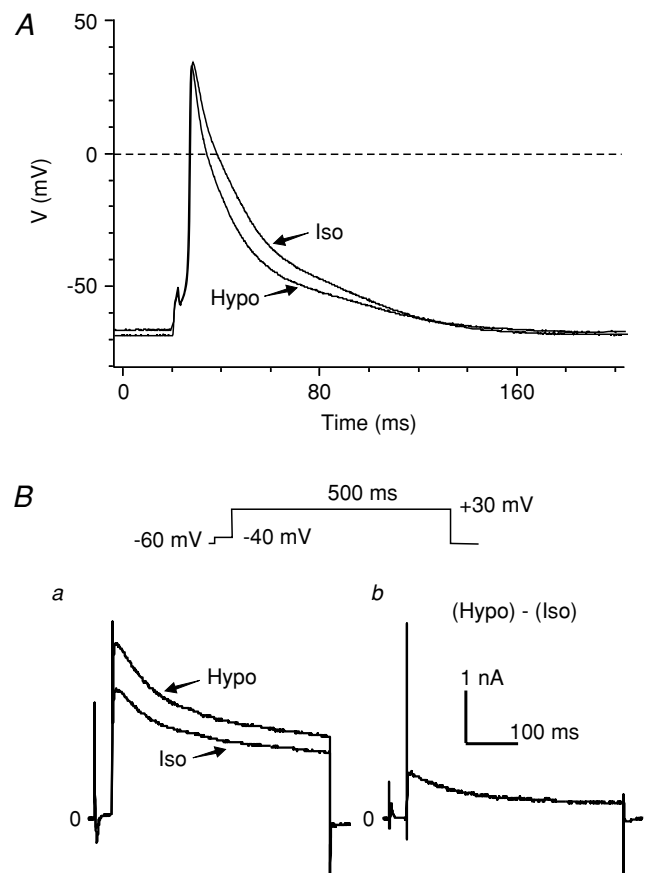 A
50
0
-50
V (mV)
Iso
Hypo
0 80 160
Time (ms)
B
500 ms
+30 mV
-60 mV
-40 mV
a
b
(Hypo) - (Iso)
Hypo
Iso
1 nA
100 ms
0
0